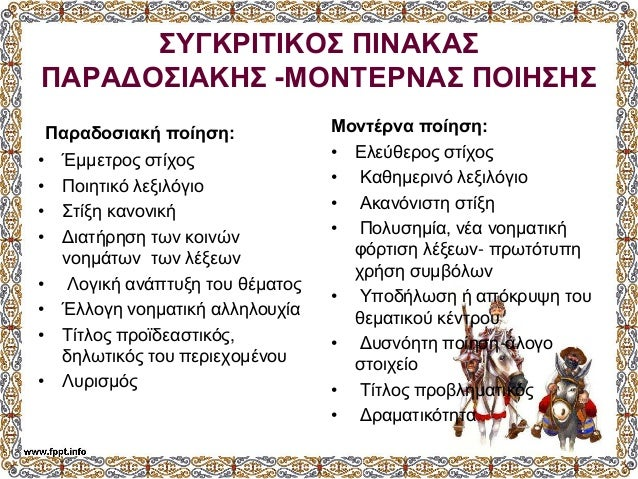 ΣΥΓΚΡΙΤΙΚΟΣ ΠΙΝΑΚΑΣ
ΠΑΡΑΔΟΣΙΑΚΗΣ -ΜΟΝΤΕΡΝΑΣ ΠΟΙΗΣΗΣ
Παραδοσιακή ποίηση:
• Έμμετρος στίχος
• Ποιητικό λεξιλόγιο
• Στίξη κανονική
• Διατήρηση των κοινών
νοημάτων των λέξεων
• Λογική ανάπτυξη του θέματος
• Έλλογη νοηματική αλληλουχία
• Τίτλος προϊδεαστικός,
δηλωτικός του περιεχομένου
• Λυρισμός
Μοντέρνα ποίηση:
• Ελεύθερος στίχος
• Καθημερινό λεξιλόγιο
• Ακανόνιστη στίξη
• Πολυσημία, νέα νοηματική
φόρτιση λέξεων- πρωτότυπη
χρήση συμβόλων
• Υποδήλωση ή απόκρυψη του
θεματικού κέντρου
• Δυσνόητη ποίηση-άλογο
στοιχείο
• Τίτλος προβληματικός
• Δραματικότητα
www.fppt.info